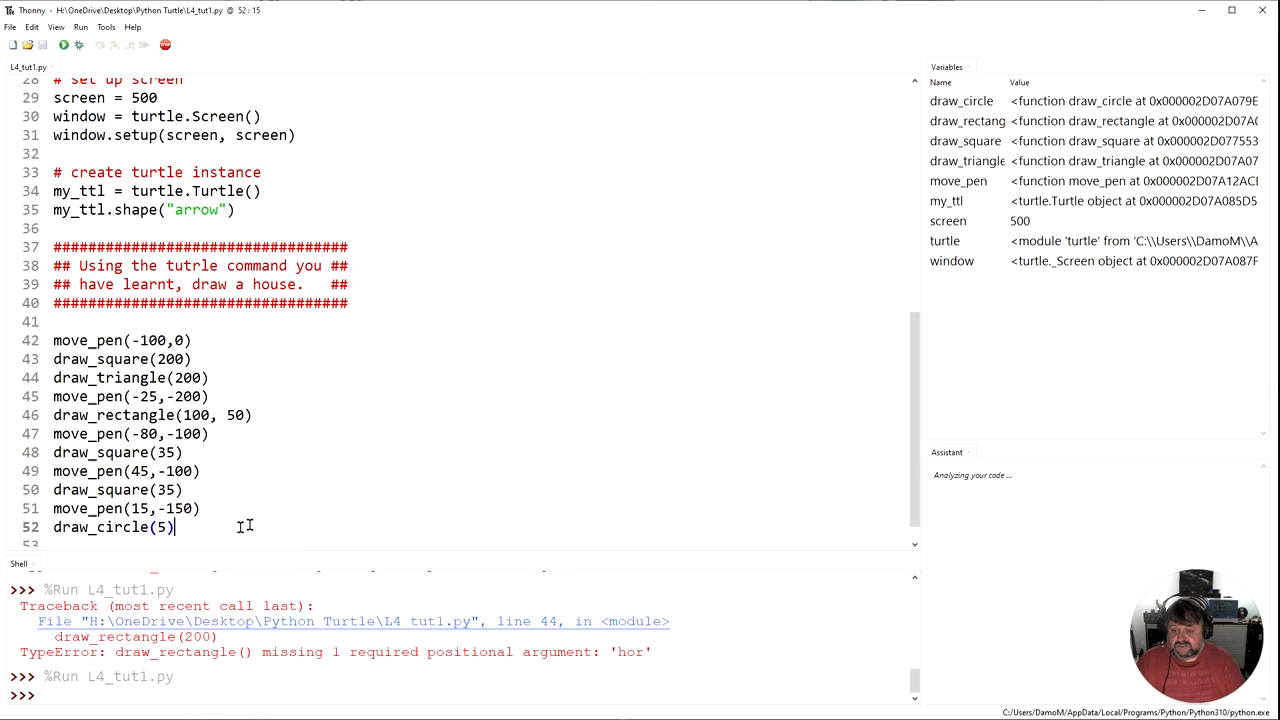 Thonny - H:\OneDrive\Desktop\Python Turtle\L4_tut1.py @ 52 : 15
File Edit View Run Tools Help
STOP
L4_tut1.py
28 # set up screen
29 screen = 500
30 window = turtle.Screen()
31 window.setup(screen, screen)
32
33 # create turtle instance
34 my_ttl = turtle.Turtle()
35 my_ttl.shape("arrow")
36
37 ##################################
38 ## Using the tutrle command you ##
39 ## have learnt, draw a house.   ##
40 ##################################
41
42 move_pen(-100,0)
43 draw_square(200)
44 draw_triangle(200)
45 move_pen(-25,-200)
46 draw_rectangle(100, 50)
47 move_pen(-80,-100)
48 draw_square(35)
49 move_pen(45,-100)
50 draw_square(35)
51 move_pen(15,-150)
52 draw_circle(5)
53
Shell
>>> %Run L4_tut1.py
Traceback (most recent call last):
File "H:\OneDrive\Desktop\Python Turtle\L4 tut1.py", line 44, in <module>
draw_rectangle(200)
TypeError: draw_rectangle() missing 1 required positional argument: 'hor'
>>> %Run L4_tut1.py
>>>
Variables
Name Value
draw_circle <function draw_circle at 0x000002D07A079E
draw_rectang <function draw_rectangle at 0x000002D07A0
draw_square <function draw_square at 0x000002D077553
draw_triangle <function draw_triangle at 0x000002D07A07
move_pen <function move_pen at 0x000002D07A12ACE
my_ttl <turtle.Turtle object at 0x000002D07A085D5
screen 500
turtle <module 'turtle' from 'C:\\Users\\DamoM\\A
window <turtle._Screen object at 0x000002D07A087F
Assistant
Analyzing your code ...
C:/Users/DamoM/AppData/Local/Programs/Python/Python310/python.exe